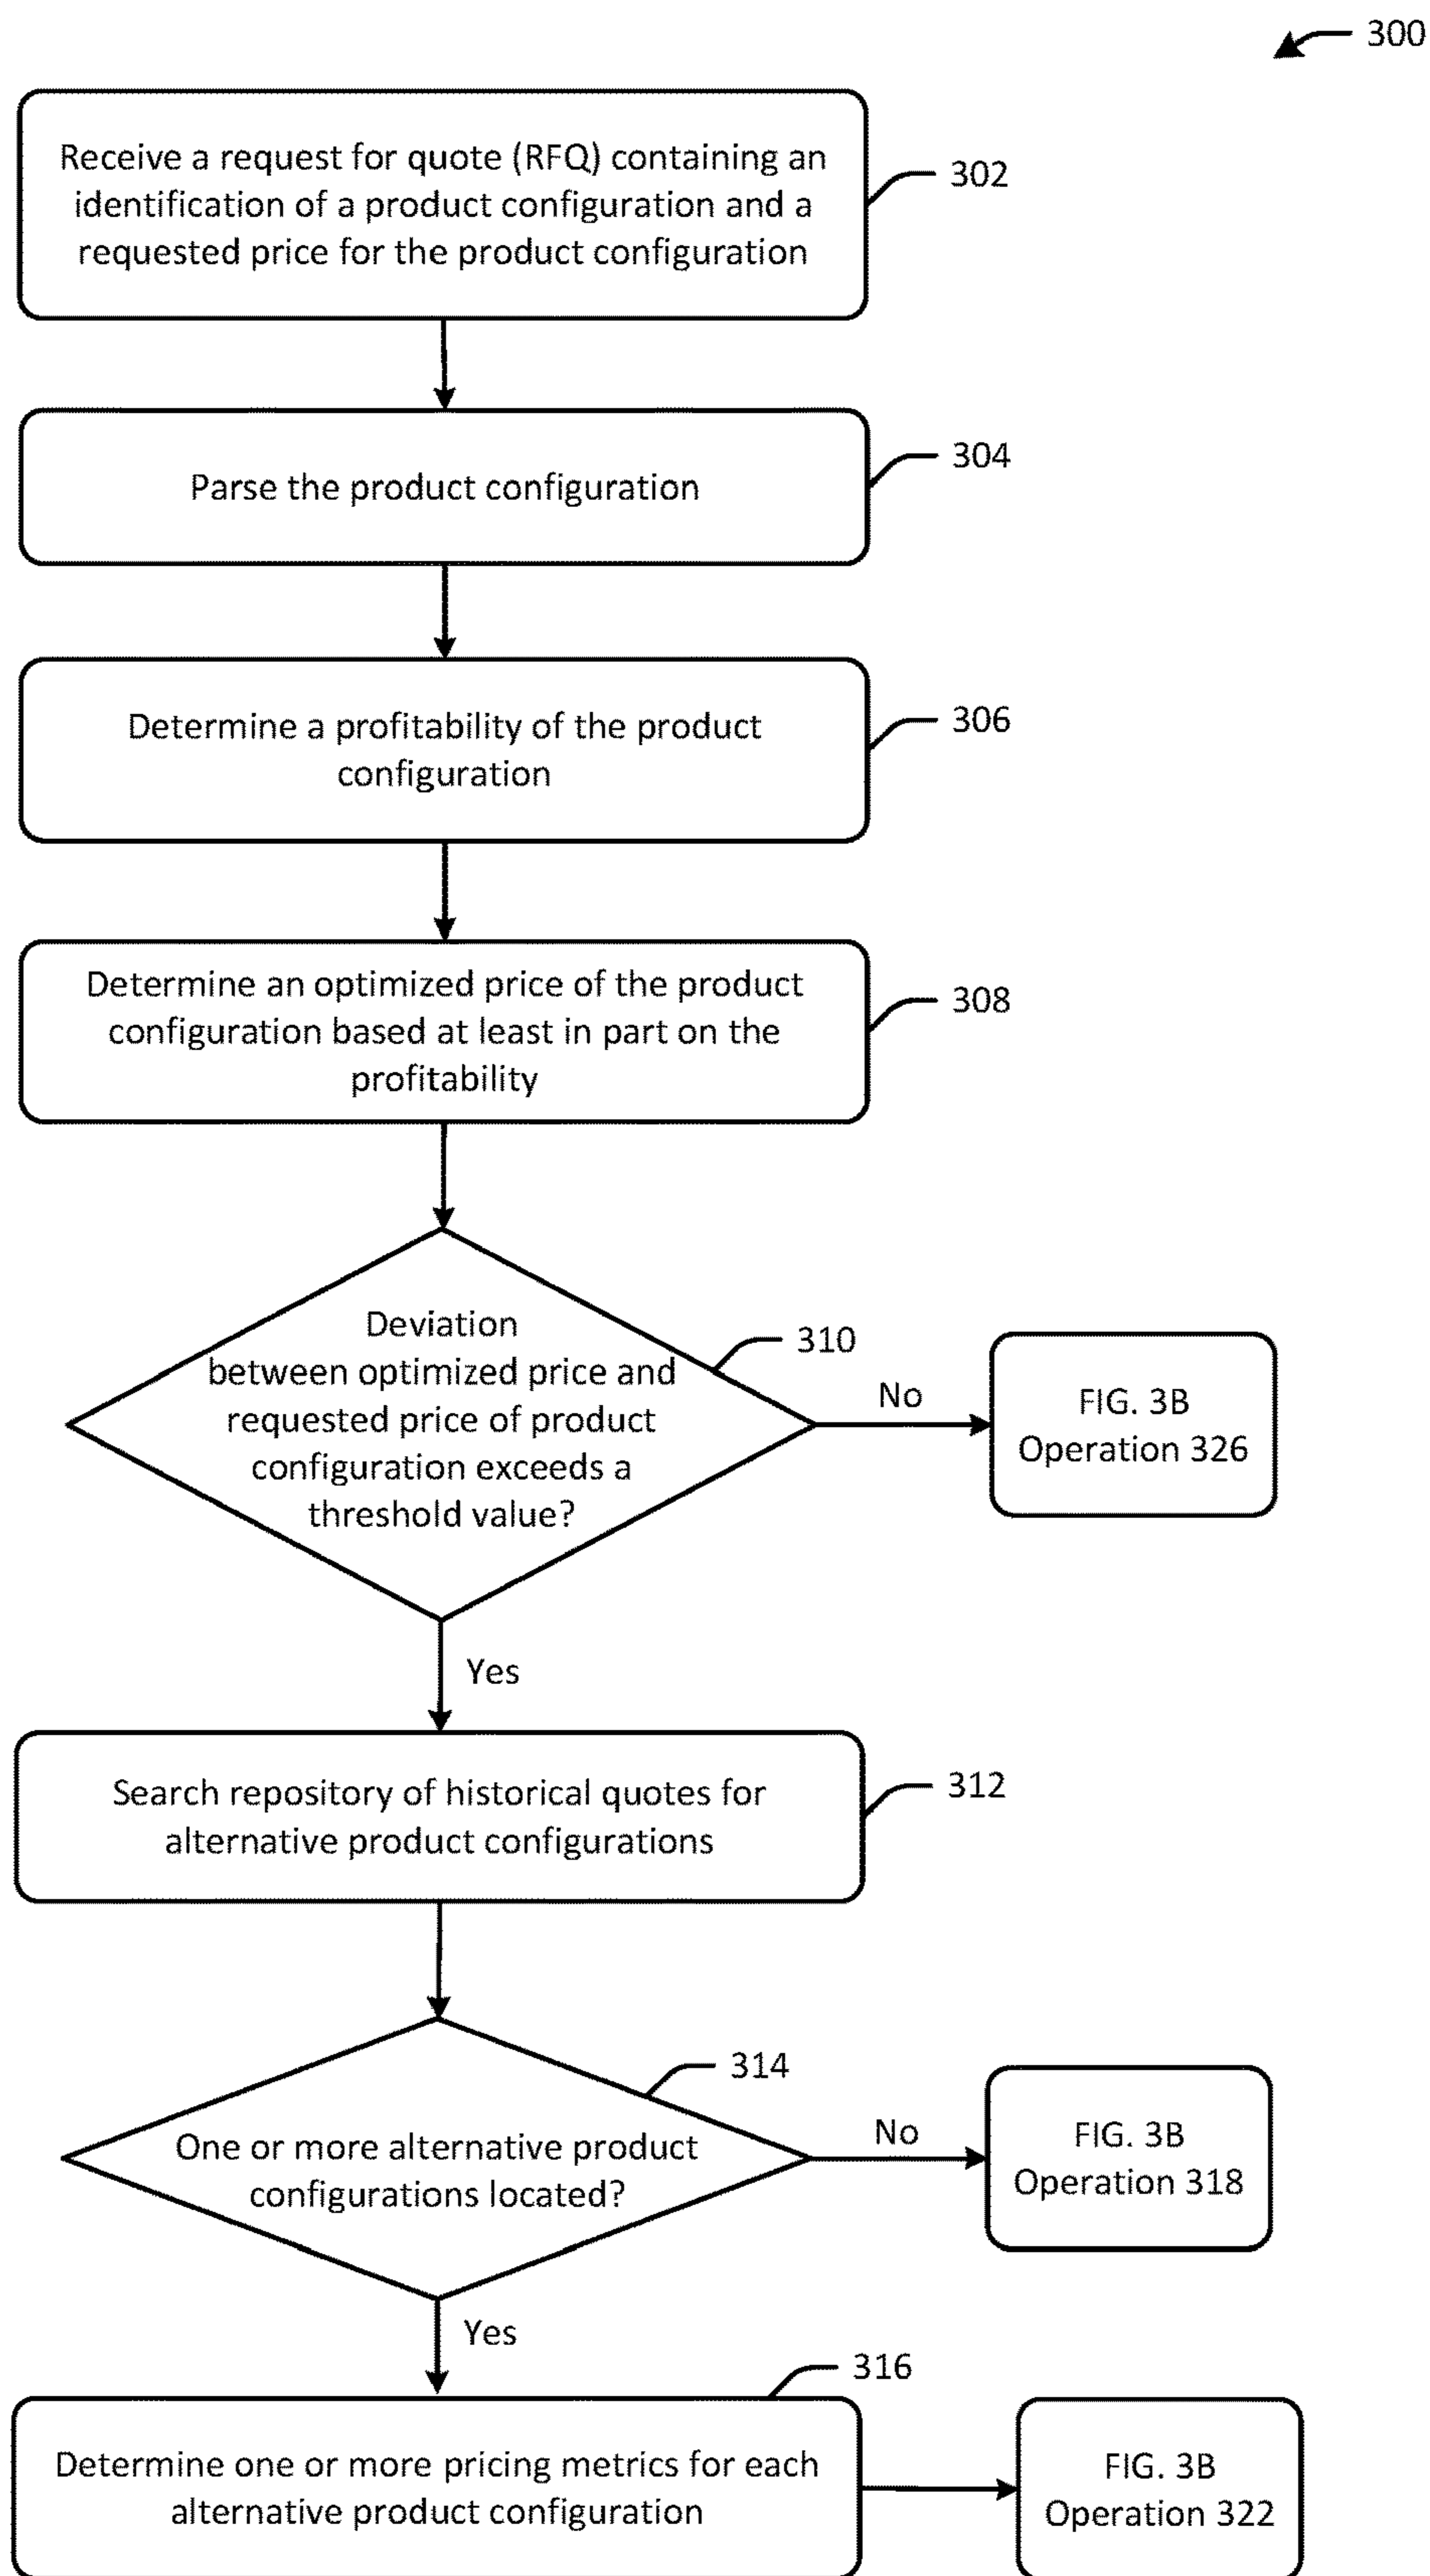 300
Receive a request for quote (RFQ) containing an
identification of a product configuration and a
requested price for the product configuration
302
Parse the product configuration
304
Determine a profitability of the product
configuration
306
Determine an optimized price of the product
configuration based at least in part on the
profitability
308
Deviation
between optimized price and
requested price of product
configuration exceeds a
threshold value?
310
No
FIG. 3B
Operation 326
Yes
Search repository of historical quotes for
alternative product configurations
312
One or more alternative product
configurations located?
314
No
FIG. 3B
Operation 318
Yes
316
Determine one or more pricing metrics for each
alternative product configuration
FIG. 3B
Operation 322